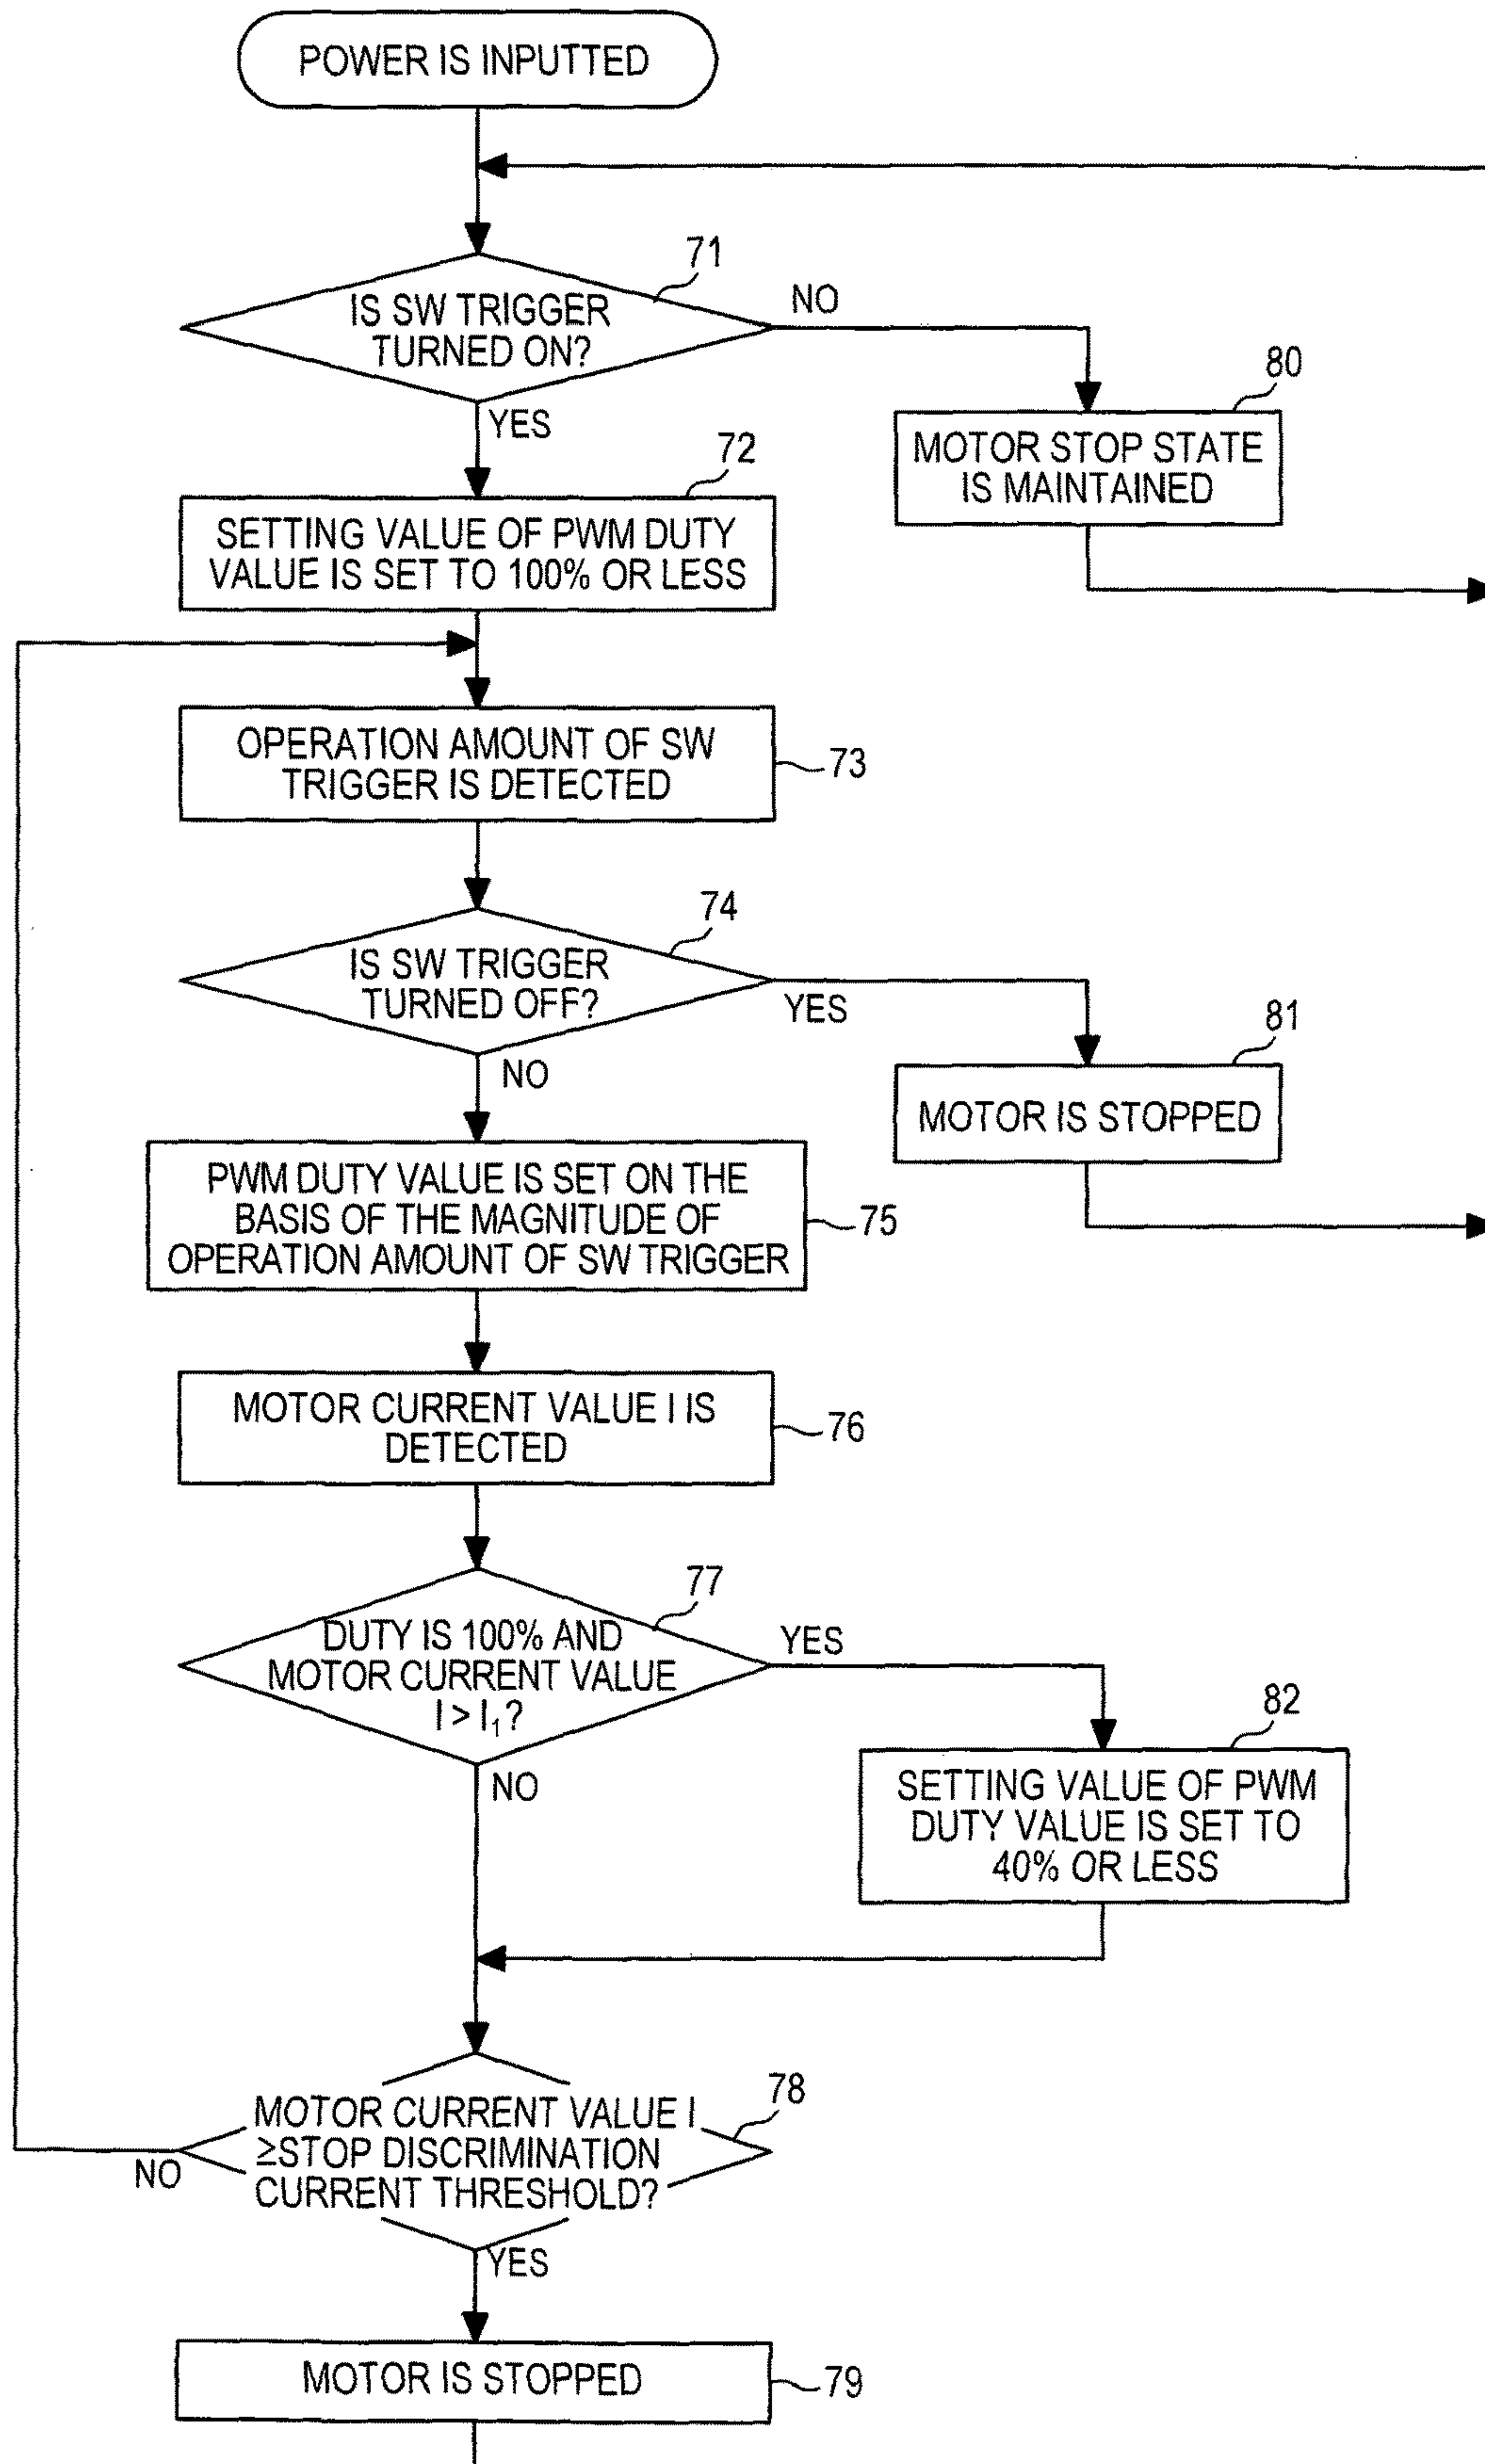 POWER IS INPUTTED
71
IS SW TRIGGER
TURNED ON?
NO
YES
80
MOTOR STOP STATE
IS MAINTAINED
72
SETTING VALUE OF PWM DUTY
VALUE IS SET TO 100% OR LESS
OPERATION AMOUNT OF SW
TRIGGER IS DETECTED
73
74
IS SW TRIGGER
TURNED OFF?
YES
NO
81
MOTOR IS STOPPED
PWM DUTY VALUE IS SET ON THE
BASIS OF THE MAGNITUDE OF
OPERATION AMOUNT OF SW TRIGGER
75
MOTOR CURRENT VALUE I IS
DETECTED
76
77
DUTY IS 100% AND
MOTOR CURRENT VALUE
I > I₁?
YES
NO
82
SETTING VALUE OF PWM
DUTY VALUE IS SET TO
40% OR LESS
78
MOTOR CURRENT VALUE I
≥STOP DISCRIMINATION
CURRENT THRESHOLD?
NO
YES
MOTOR IS STOPPED
79